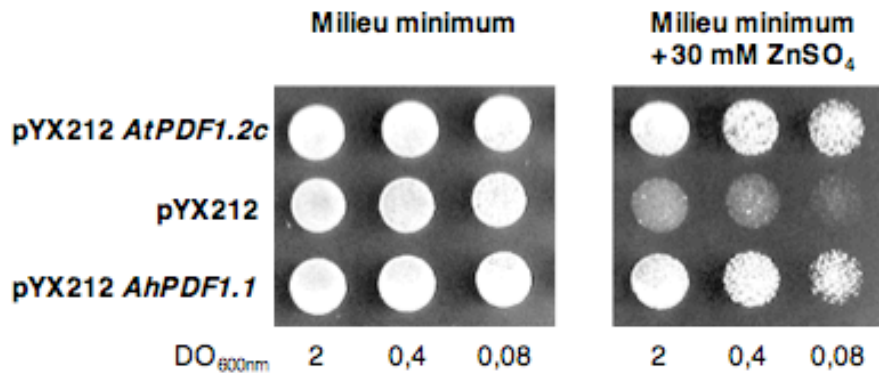 Milieu minimum
Milieu minimum
+30 mM ZnSO₄
pYX212 AtPDF1.2c
pYX212
pYX212 AhPDF1.1
DO₆₀₀nm 2 0,4 0,08 2 0,4 0,08